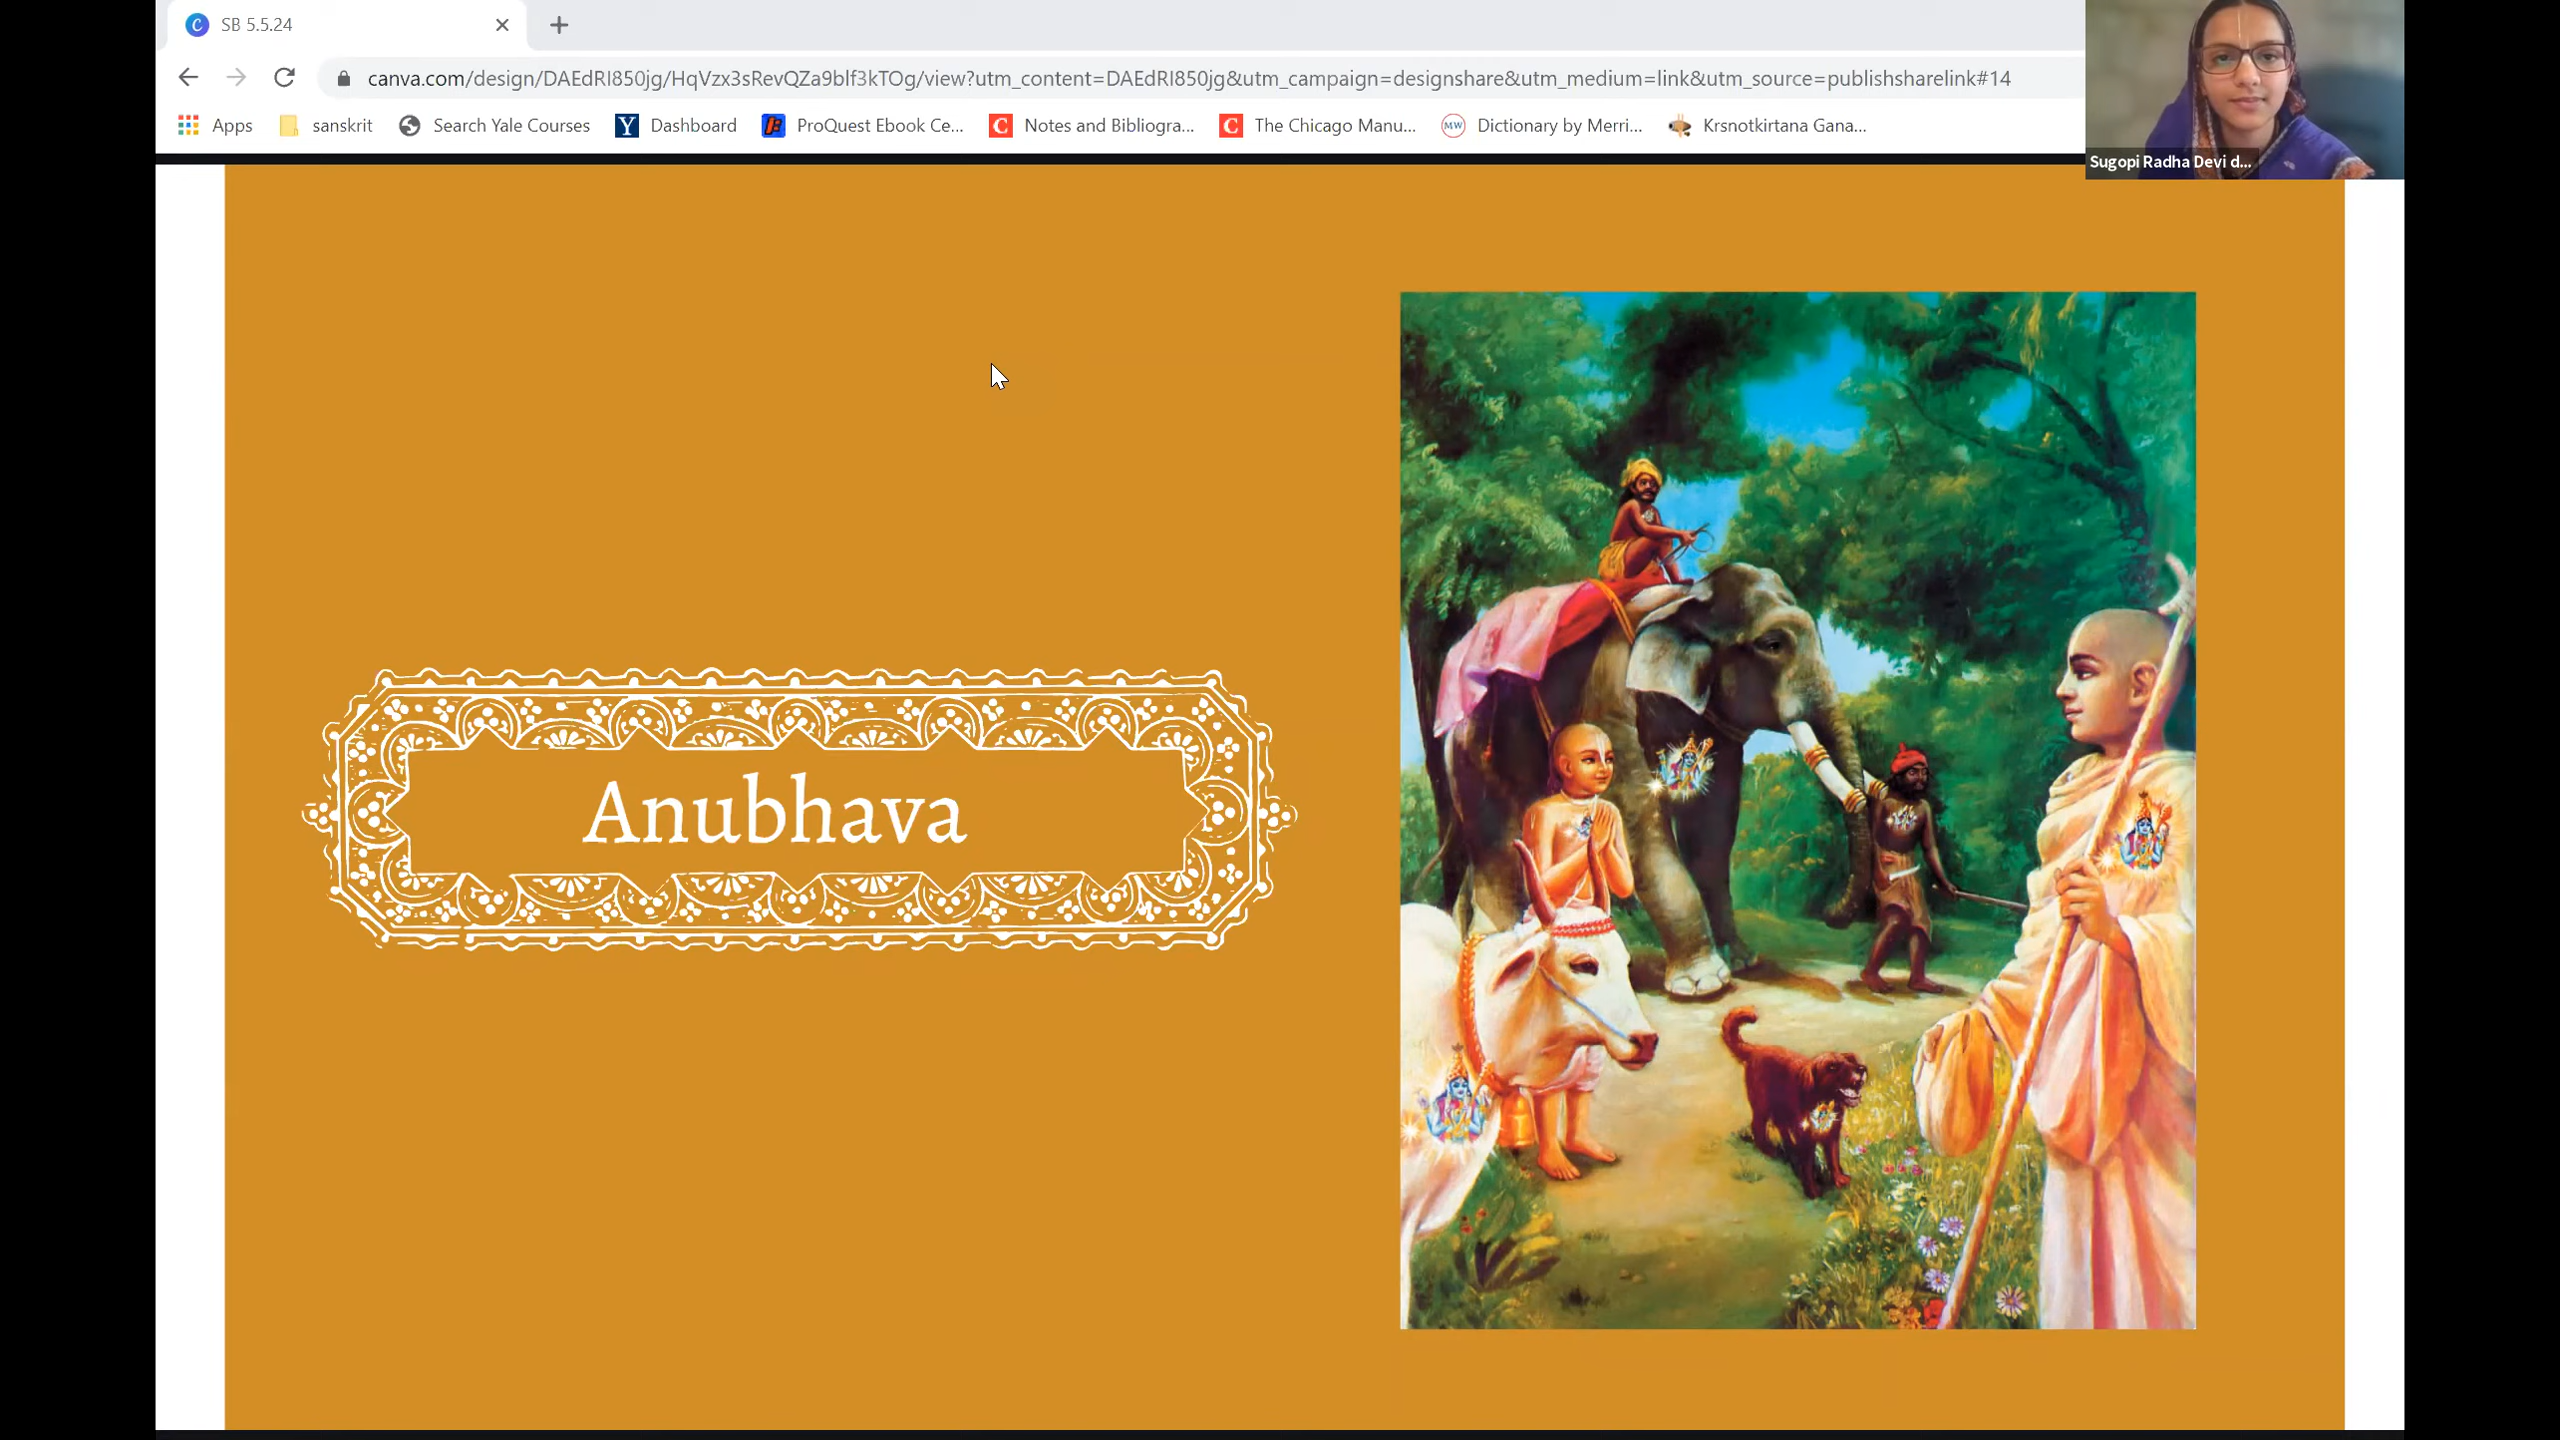 SB 5.5.24
canva.com/design/DAEdRI850jg/HqVzx3sRevQZa9blf3kTOg/view?utm_content=DAEdRI850jg&utm_campaign=designshare&utm_medium=link&utm_source=publishsharelink#14
Apps sanskrit Search Yale Courses Y Dashboard ProQuest Ebook Ce... C Notes and Bibliogra... C The Chicago Manu... MW Dictionary by Merri... Krsnotkirtana Gana...
Sugopi Radha Devi d...
Anubhava